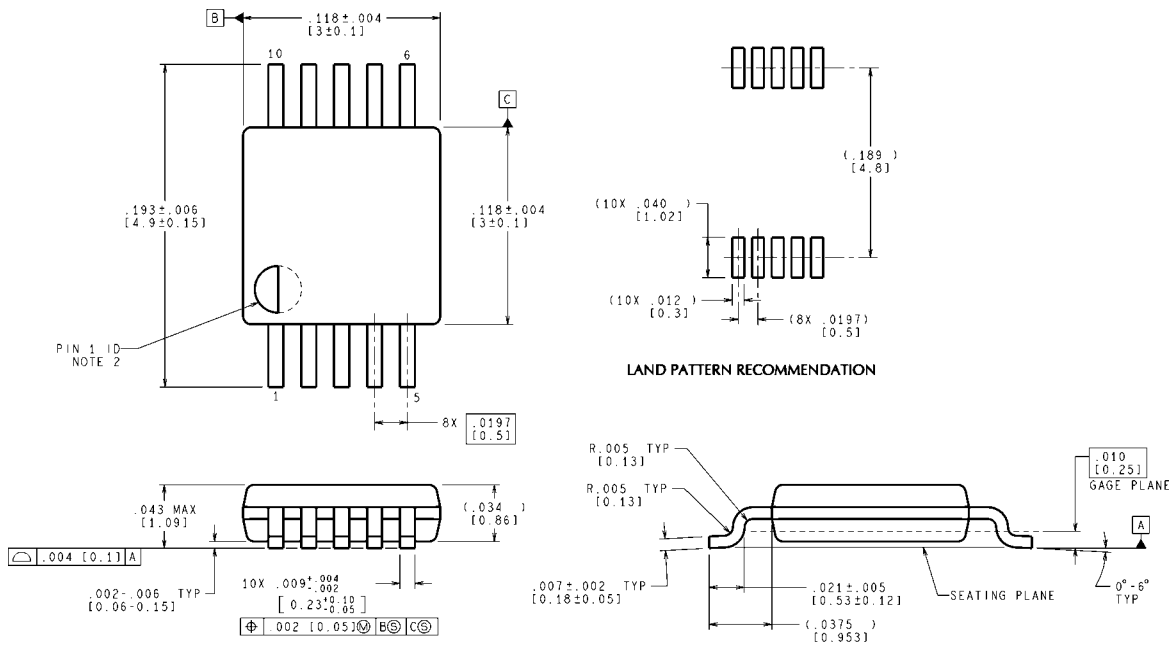 B
.118±.004
[3±0.1]
10
6
C
.193±.006
[4.9±0.15]
.118±.004
[3±0.1]
PIN 1 ID
NOTE 2
1
5
8X .0197
[0.5]
(.189 )
[4.8]
(10X .040 )
[1.02]
(10X .012 )
[0.3]
(8X .0197)
[0.5]
LAND PATTERN RECOMMENDATION
.043 MAX
[1.09]
(.034 )
[0.86]
⌓ .004 [0.1] A
.002-.006 TYP
[0.06-0.15]
10X .009+.004
-.002
[0.23+0.10
-0.05]
⌖ .002 [0.05]Ⓜ BⓈ CⓈ
R.005 TYP
[0.13]
R.005 TYP
[0.13]
.010
[0.25]
GAGE PLANE
A
.007±.002 TYP
[0.18±0.05]
.021±.005
[0.53±0.12]
SEATING PLANE
0°-6°
TYP
(.0375 )
[0.953]